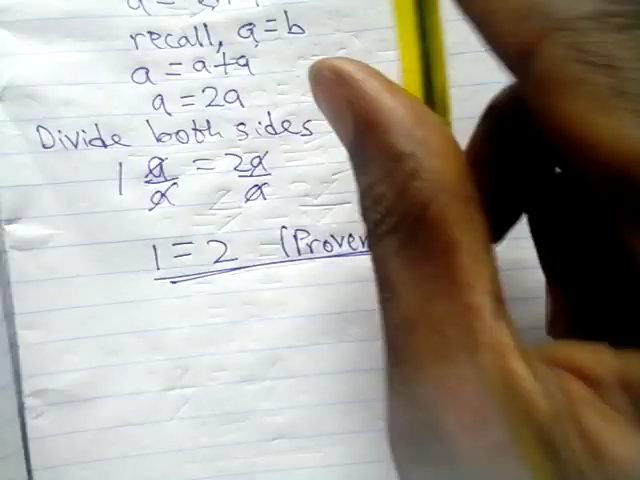 recall, a=b
a = a+a
a = 2a
Divide both sides
1 a/a = 2a/a
1 = 2 (Proven